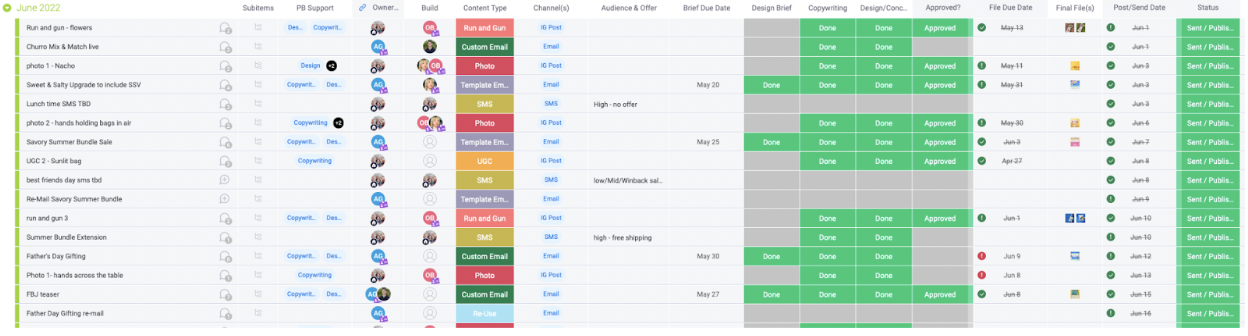 June 2022 Subitems PB Support Owner... Build Content Type Channel(s) Audience & Offer Brief Due Date Design Brief Copywriting Design/Conc... Approved? File Due Date Final File(s) Post/Send Date Status
Run and gun - flowers 2 Des... Copywrit... OB Run and Gun IG Post Done Done Approved May 13 Jun 1 Sent / Publis...
Churro Mix & Match live AG Custom Email Email Done Done Jun 1 Sent / Publis...
photo 1 - Nacho Design +2 OB Photo IG Post Done Done Approved May 11 Jun 3 Sent / Publis...
Sweet & Salty Upgrade to include SSV Copywrit... Des... AG Template Em... Email May 20 Done Done Done Approved May 31 Jun 3 Sent / Publis...
Lunch time SMS TBD SMS SMS High - no offer Jun 3 Sent / Publis...
photo 2 - hands holding bags in air Copywriting +2 OB Photo IG Post Done Done Approved May 30 Jun 6 Sent / Publis...
Savory Summer Bundle Sale Copywrit... Des... AG Template Em... Email May 25 Done Done Done Approved Jun 3 Jun 7 Sent / Publis...
UGC 2 - Sunlit bag Copywriting UGC IG Post Done Done Approved Apr 27 Jun 8 Sent / Publis...
best friends day sms tbd SMS SMS low/Mid/Winback sal... Jun 8 Sent / Publis...
Re-Mail Savory Summer Bundle AG Template Em... Email Jun 9 Sent / Publis...
run and gun 3 Copywrit... Des... OB Run and Gun IG Post Done Done Approved Jun 1 Jun 10 Sent / Publis...
Summer Bundle Extension SMS SMS high - free shipping Done Done Jun 10 Sent / Publis...
Father's Day Gifting Copywrit... Des... AG OB Custom Email Email May 30 Done Done Done Approved Jun 9 Jun 12 Sent / Publis...
Photo 1- hands across the table Copywriting OB Photo IG Post Done Done Approved Jun 8 Jun 13 Sent / Publis...
FBJ teaser Copywrit... Des... AG Custom Email Email May 27 Done Done Done Approved Jun 8 Jun 15 Sent / Publis...
Father Day Gifting re-mail AG Re-Use Email Jun 16 Sent / Publis...